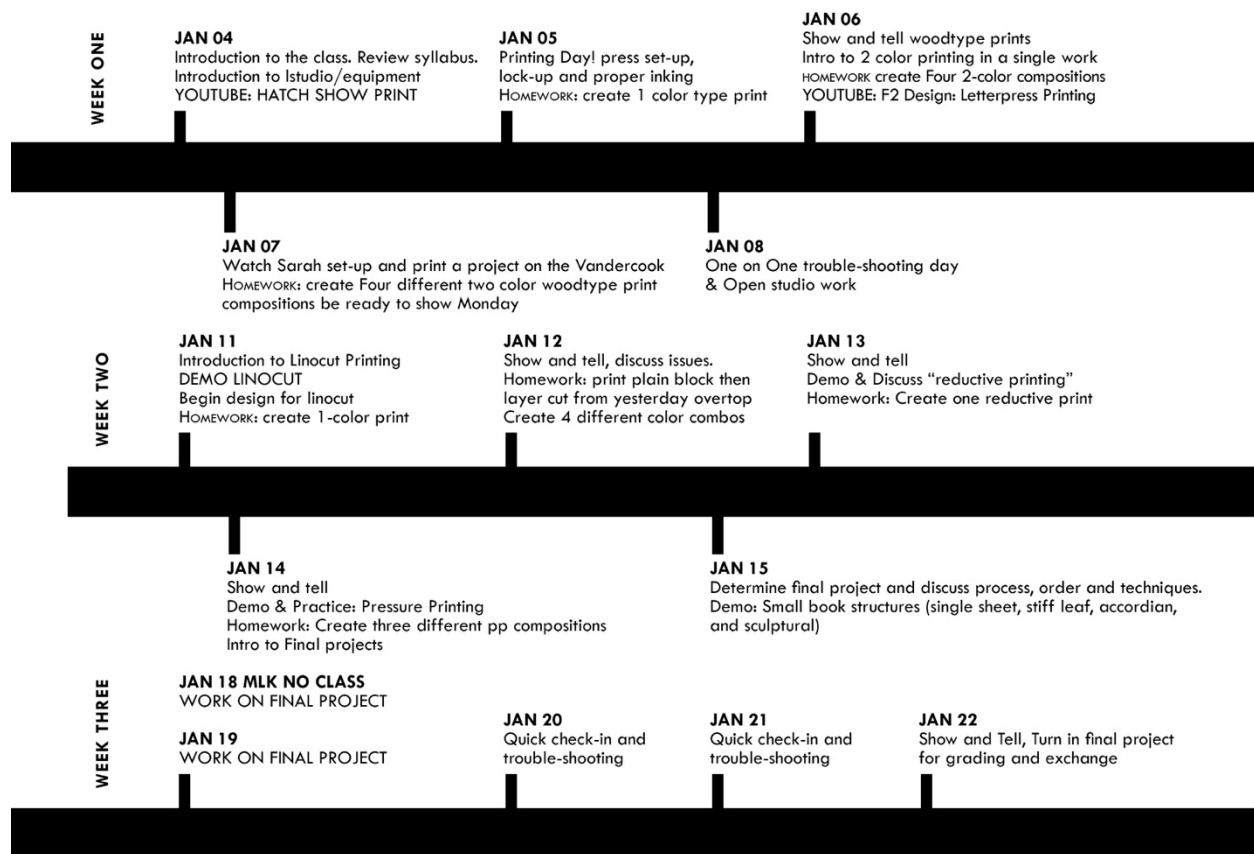 WEEK ONE
JAN 04
Introduction to the class. Review syllabus.
Introduction to lstudio/equipment
YOUTUBE: HATCH SHOW PRINT
JAN 05
Printing Day! press set-up,
lock-up and proper inking
HOMEWORK: create 1 color type print
JAN 06
Show and tell woodtype prints
Intro to 2 color printing in a single work
HOMEWORK create Four 2-color compositions
YOUTUBE: F2 Design: Letterpress Printing
JAN 07
Watch Sarah set-up and print a project on the Vandercook
HOMEWORK: create Four different two color woodtype print
compositions be ready to show Monday
JAN 08
One on One trouble-shooting day
& Open studio work
WEEK TWO
JAN 11
Introduction to Linocut Printing
DEMO LINOCUT
Begin design for linocut
HOMEWORK: create 1-color print
JAN 12
Show and tell, discuss issues.
Homework: print plain block then
layer cut from yesterday overtop
Create 4 different color combos
JAN 13
Show and tell
Demo & Discuss “reductive printing”
Homework: Create one reductive print
JAN 14
Show and tell
Demo & Practice: Pressure Printing
Homework: Create three different pp compositions
Intro to Final projects
JAN 15
Determine final project and discuss process, order and techniques.
Demo: Small book structures (single sheet, stiff leaf, accordian,
and sculptural)
WEEK THREE
JAN 18 MLK NO CLASS
WORK ON FINAL PROJECT
JAN 19
WORK ON FINAL PROJECT
JAN 20
Quick check-in and
trouble-shooting
JAN 21
Quick check-in and
trouble-shooting
JAN 22
Show and Tell, Turn in final project
for grading and exchange